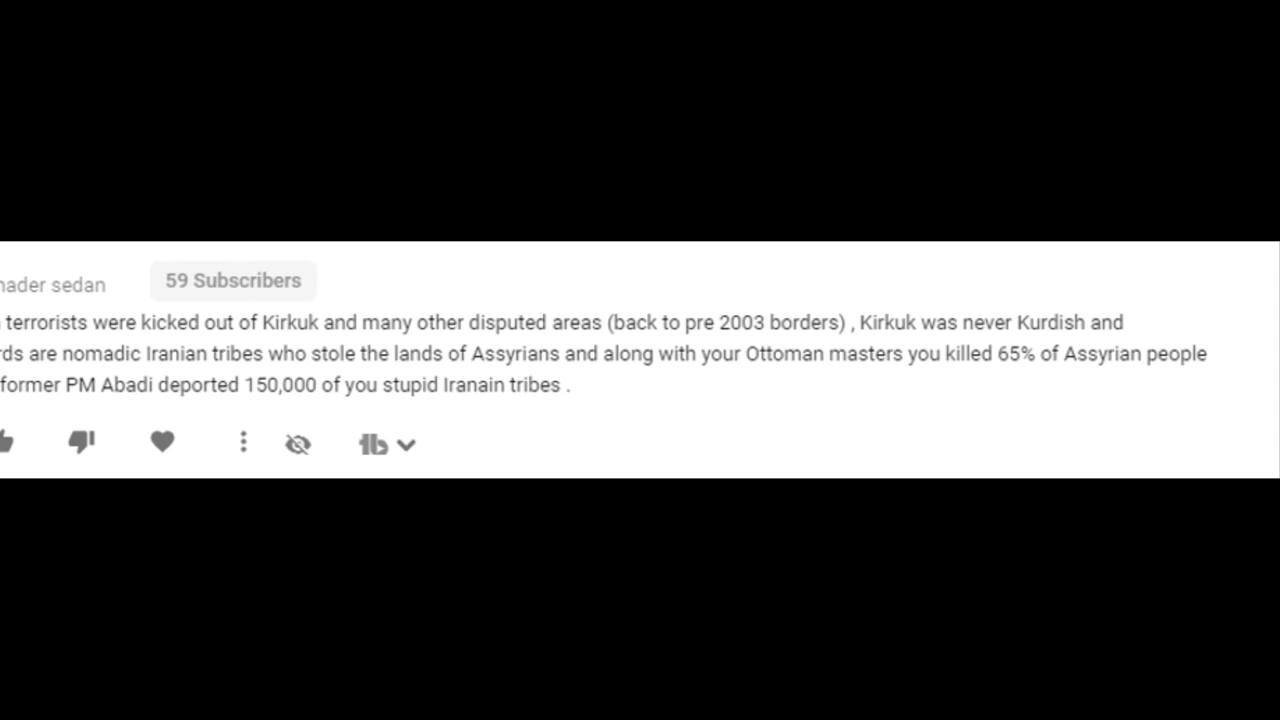 nader sedan
59 Subscribers
terrorists were kicked out of Kirkuk and many other disputed areas (back to pre 2003 borders) , Kirkuk was never Kurdish and
rds are nomadic Iranian tribes who stole the lands of Assyrians and along with your Ottoman masters you killed 65% of Assyrian people
former PM Abadi deported 150,000 of you stupid Iranain tribes .